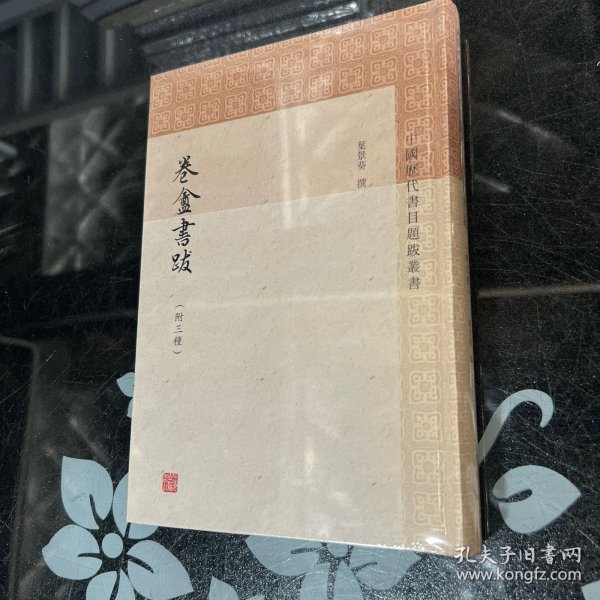 中國歷代書目題跋叢書
葉景葵 撰
卷盦書跋
（附三種）
孔夫子旧書网
www.kongfz.com